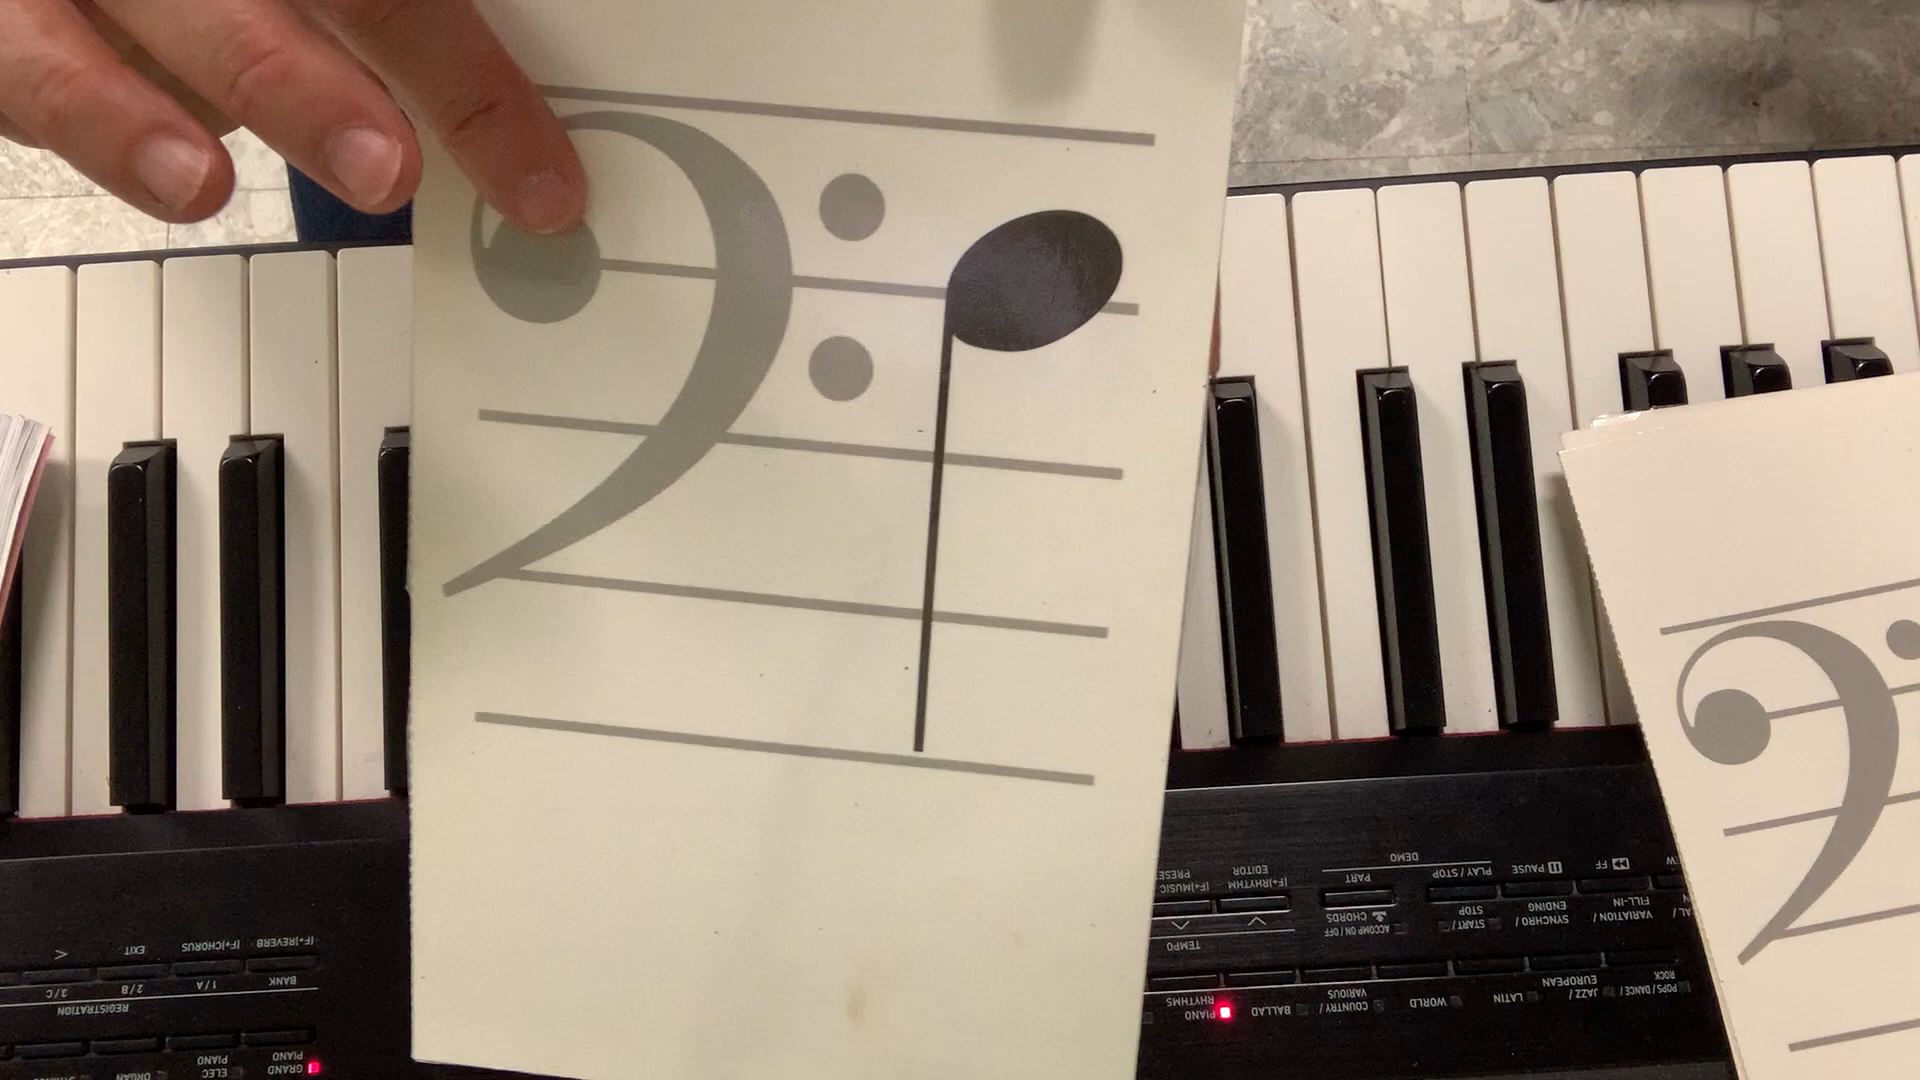 [F+]REVERB
[F+]CHORUS
EXIT
BANK
1/A
2/B
3/C
REGISTRATION
GRAND
PIANO
ELEC
PIANO
ORGAN
DEMO
PART
PLAY / STOP
PAUSE
FF
[F+]RHYTHM
EDITOR
[F+]MUSIC
PRESET
TEMPO
CHORDS
ACCOMP ON / OFF
START /
STOP
SYNCHRO /
ENDING
VARIATION /
FILL-IN
PIANO
RHYTHMS
BALLAD
COUNTRY /
VARIOUS
WORLD
LATIN
JAZZ /
EUROPEAN
POPS / DANCE /
ROCK